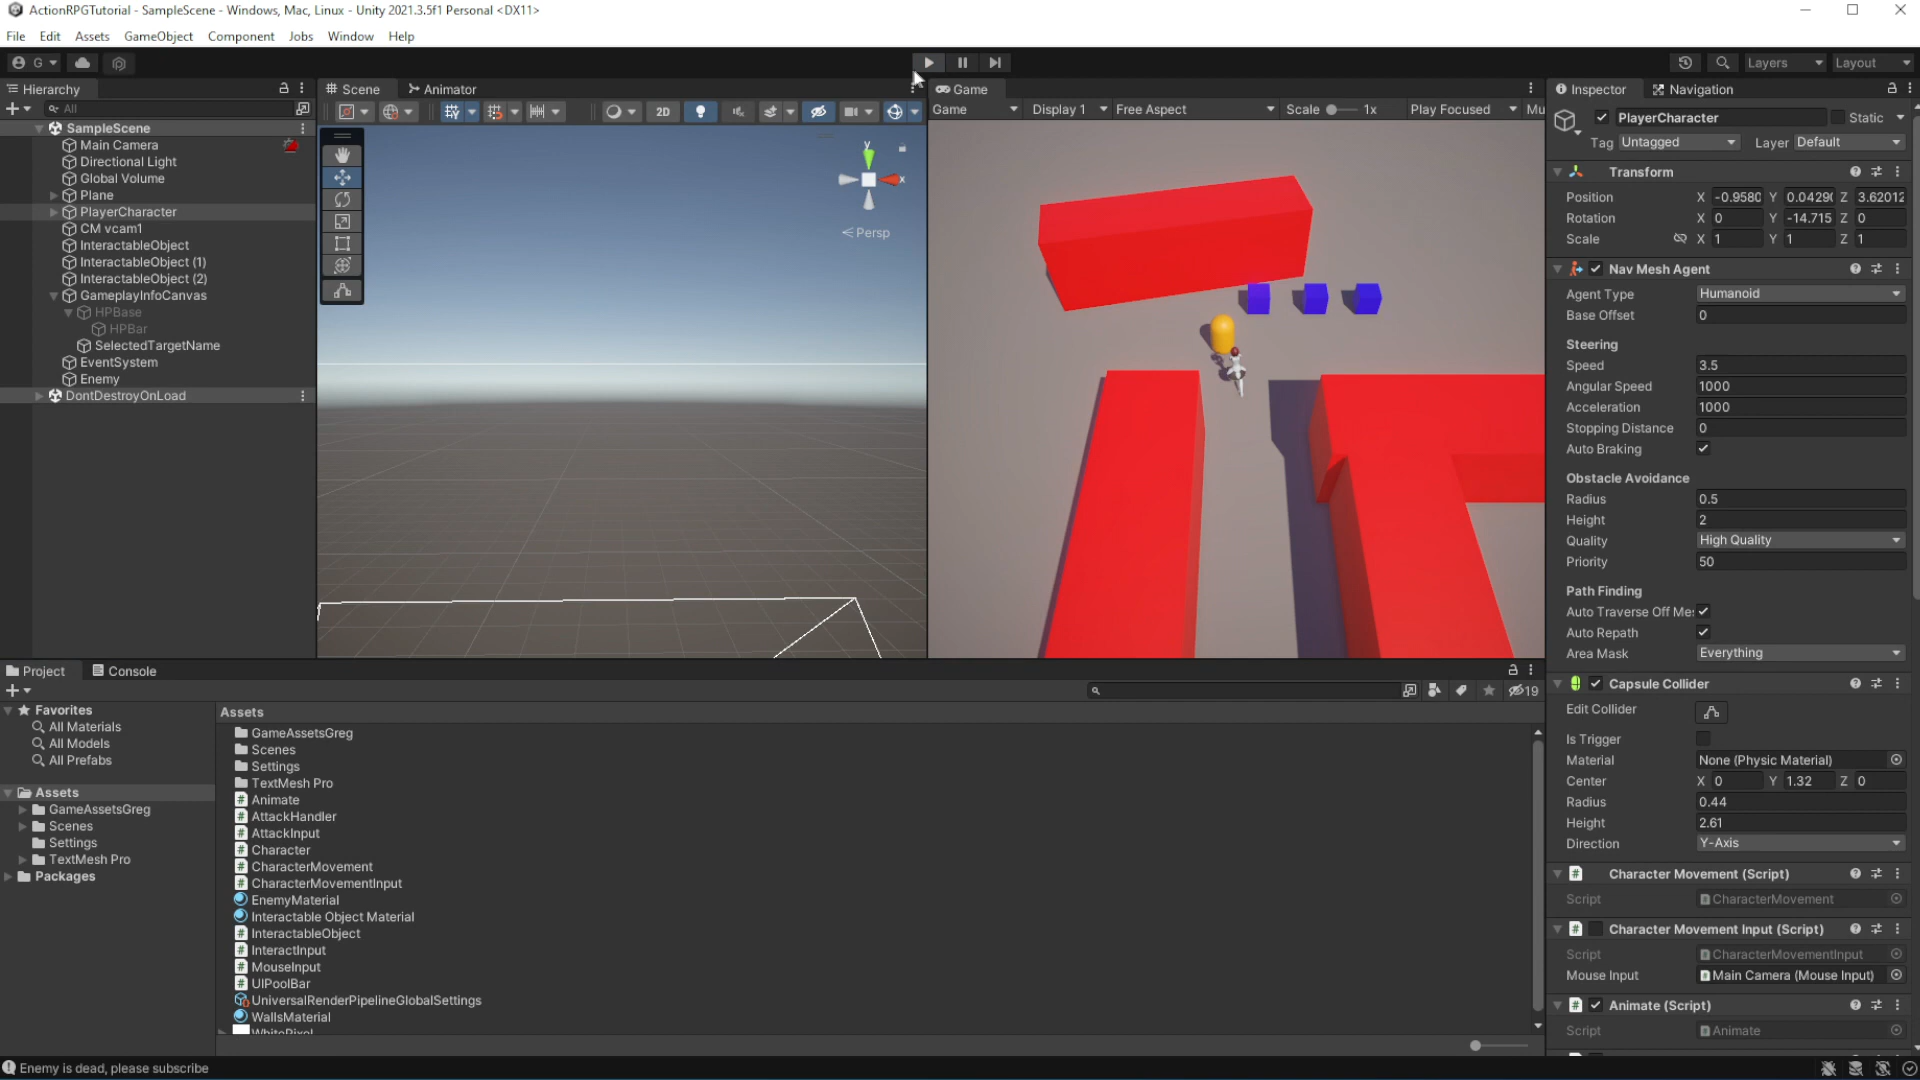 ActionRPGTutorial - SampleScene - Windows, Mac, Linux - Unity 2021.3.5f1 Personal <DX11>
File Edit Assets GameObject Component Jobs Window Help
G Layers Layout
Hierarchy Scene Animator Game Inspector Navigation
All 2D Game Display 1 Free Aspect Scale 1x Play Focused Mu
SampleScene
Main Camera
Directional Light
Global Volume
Plane
PlayerCharacter
CM vcam1
InteractableObject
InteractableObject (1)
InteractableObject (2)
GameplayInfoCanvas
HPBase
HPBar
SelectedTargetName
EventSystem
Enemy
DontDestroyOnLoad
y
x
Persp
PlayerCharacter Static
Tag Untagged Layer Default
Transform
Position X -0.9580 Y 0.0429( Z 3.62012
Rotation X 0 Y -14.715 Z 0
Scale X 1 Y 1 Z 1
Nav Mesh Agent
Agent Type Humanoid
Base Offset 0
Steering
Speed 3.5
Angular Speed 1000
Acceleration 1000
Stopping Distance 0
Auto Braking
Obstacle Avoidance
Radius 0.5
Height 2
Quality High Quality
Priority 50
Path Finding
Auto Traverse Off Me
Auto Repath
Area Mask Everything
Capsule Collider
Edit Collider
Is Trigger
Material None (Physic Material)
Center X 0 Y 1.32 Z 0
Radius 0.44
Height 2.61
Direction Y-Axis
Character Movement (Script)
Script CharacterMovement
Character Movement Input (Script)
Script CharacterMovementInput
Mouse Input Main Camera (Mouse Input)
Animate (Script)
Script Animate
Project Console
19
Favorites
All Materials
All Models
All Prefabs
Assets
GameAssetsGreg
Scenes
Settings
TextMesh Pro
Packages
Assets
GameAssetsGreg
Scenes
Settings
TextMesh Pro
Animate
AttackHandler
AttackInput
Character
CharacterMovement
CharacterMovementInput
EnemyMaterial
Interactable Object Material
InteractableObject
InteractInput
MouseInput
UIPoolBar
UniversalRenderPipelineGlobalSettings
WallsMaterial
WhitePixel
Enemy is dead, please subscribe